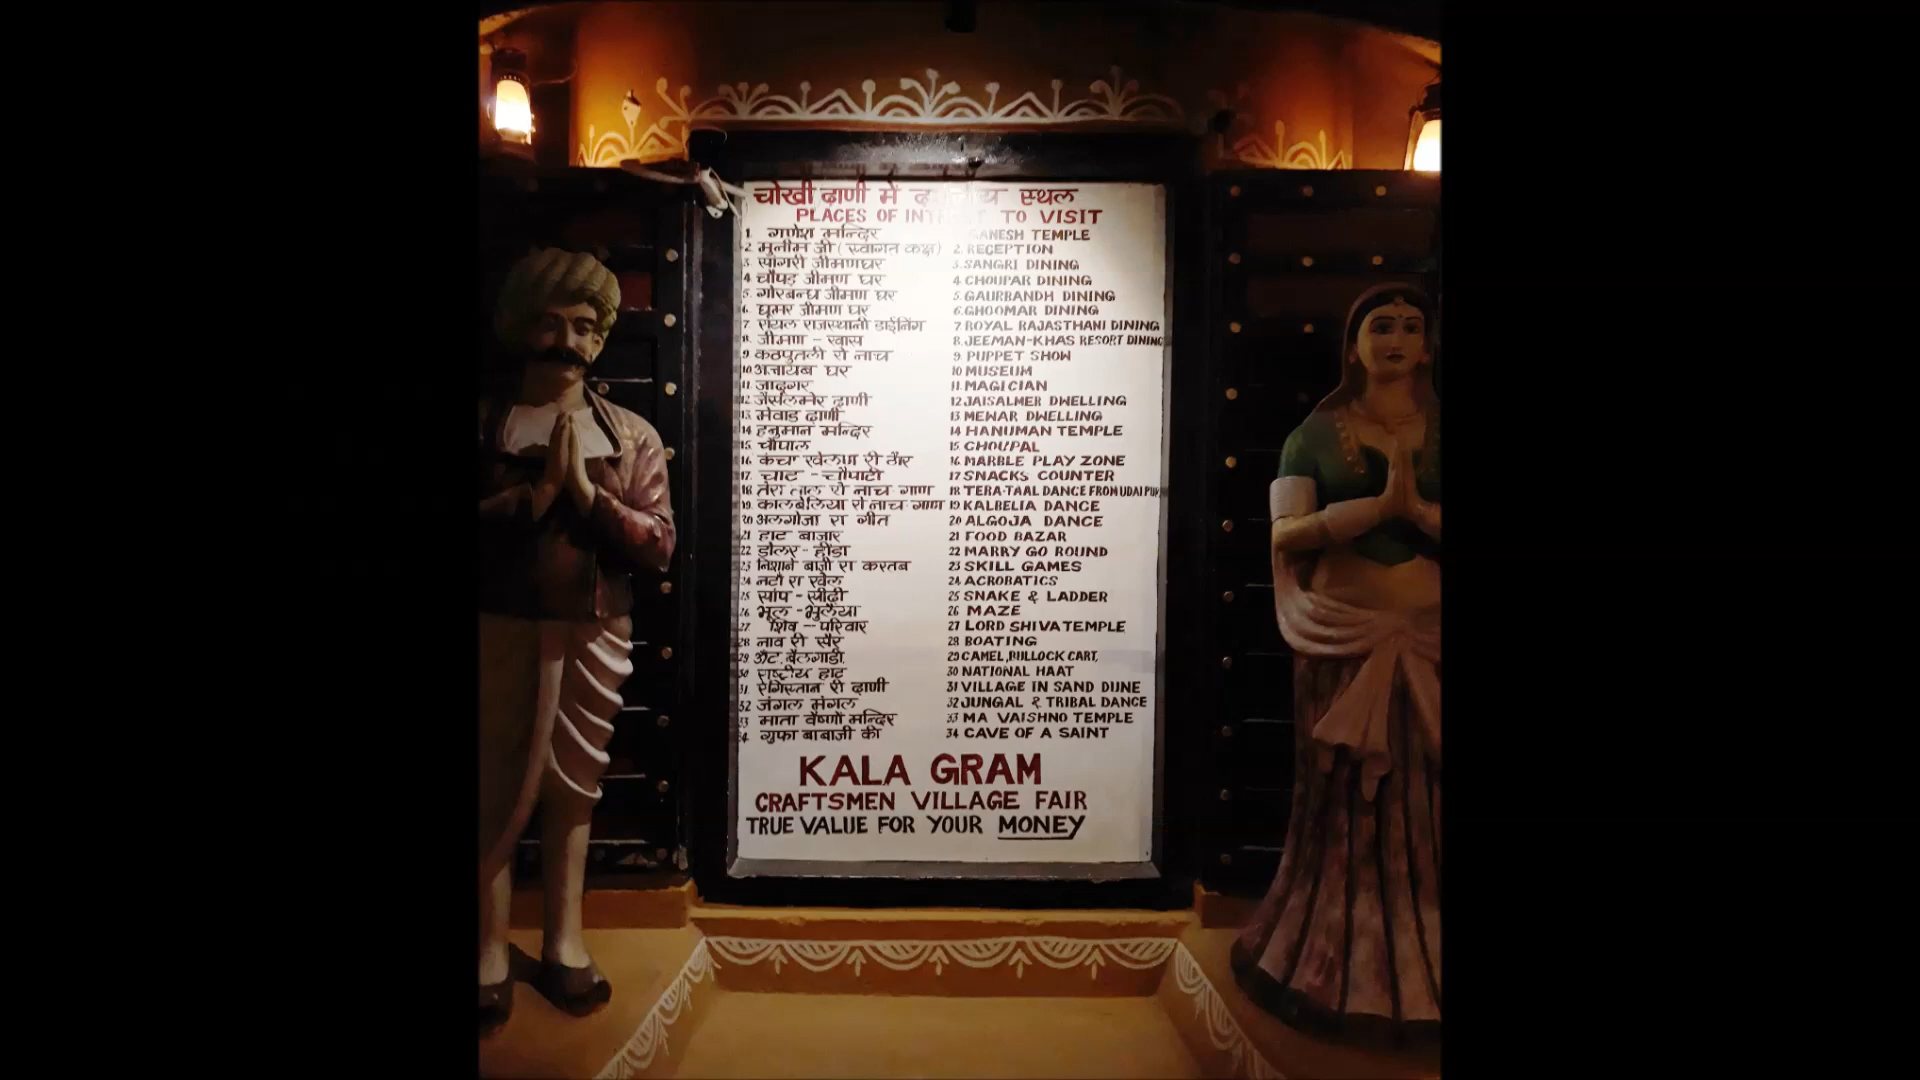 चोखी ढाणी में स्थल
PLACES OF TO VISIT
1. गणेश मन्दिर GANESH TEMPLE
2. मुनीम जी (स्वागत कक्ष) 2. RECEPTION
3. सांगरी जीमणघर 3. SANGRI DINING
4. चौपड़ जीमण घर 4. CHOUPAR DINING
5. गौरबन्ध जीमण घर 5. GAURBANDH DINING
6. घूमर जीमण घर 6. GHOOMAR DINING
7. रॉयल राजस्थानी डाईनिंग 7 ROYAL RAJASTHANI DINING
8. जीमण - खास 8. JEEMAN-KHAS RESORT DINING
9 कठपुतली रो नाच 9. PUPPET SHOW
10 अजायब घर 10 MUSEUM
11. जादूगर 11. MAGICIAN
12. जैसलमेर ढाणी 12 JAISALMER DWELLING
13. मेवाड़ ढाणी 13 MEWAR DWELLING
14 हनुमान मन्दिर 14 HANUMAN TEMPLE
15. चौपाल 15. CHOUPAL
16. कंचा खेलण री ठौर 16 MARBLE PLAY ZONE
17. चाट - चौपाटी 17 SNACKS COUNTER
18. तेरा ताल रो नाच गाण 18 TERA-TAAL DANCE FROM UDAIPUR
19. कालबेलिया रो नाच गाण 19 KALBELIA DANCE
20 अलगोजा रा गीत 20 ALGOJA DANCE
21 हाट बाजार 21 FOOD BAZAR
22 डोलर - हींडा 22 MARRY GO ROUND
23 निशाने बाजी रा करतब 23 SKILL GAMES
24 नटों रा खेल 24 ACROBATICS
25 सांप - सीढ़ी 25 SNAKE & LADDER
26 भूल - भुलैया 26 MAZE
27. शिव - परिवार 27 LORD SHIVA TEMPLE
28 नाव री सैर 28 BOATING
29 ऊँट, बैलगाडी. 29 CAMEL, BULLOCK CART,
30 राष्ट्रीय हाट 30 NATIONAL HAAT
31. रेगिस्तान री ढाणी 31 VILLAGE IN SAND DUNE
32 जंगल मंगल 32 JUNGAL & TRIBAL DANCE
33 माता वैष्णों मन्दिर 33 MA VAISHNO TEMPLE
34. गुफा बाबाजी की 34 CAVE OF A SAINT
KALA GRAM
CRAFTSMEN VILLAGE FAIR
TRUE VALUE FOR YOUR MONEY